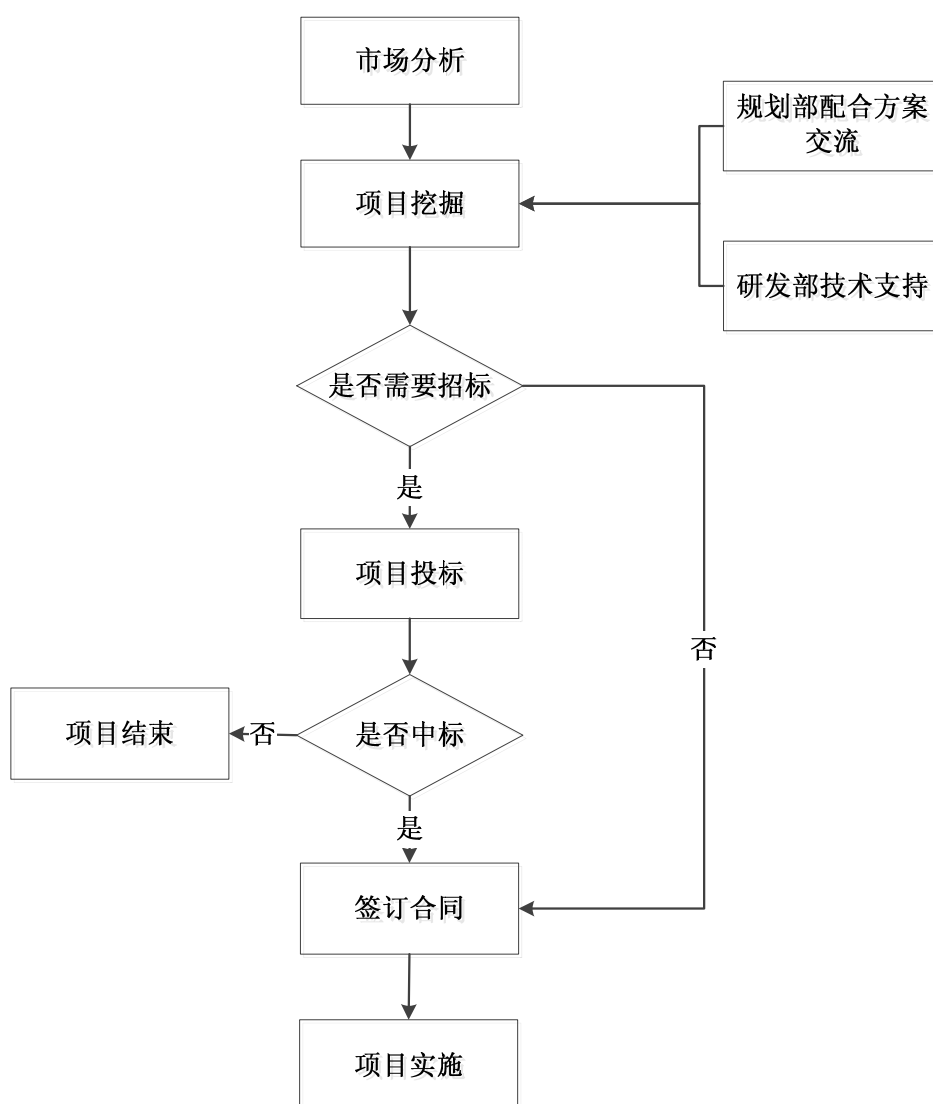 市场分析
规划部配合方案
交流
项目挖掘
研发部技术支持
是否需要招标
是
项目投标
否
项目结束
否
是否中标
是
签订合同
项目实施